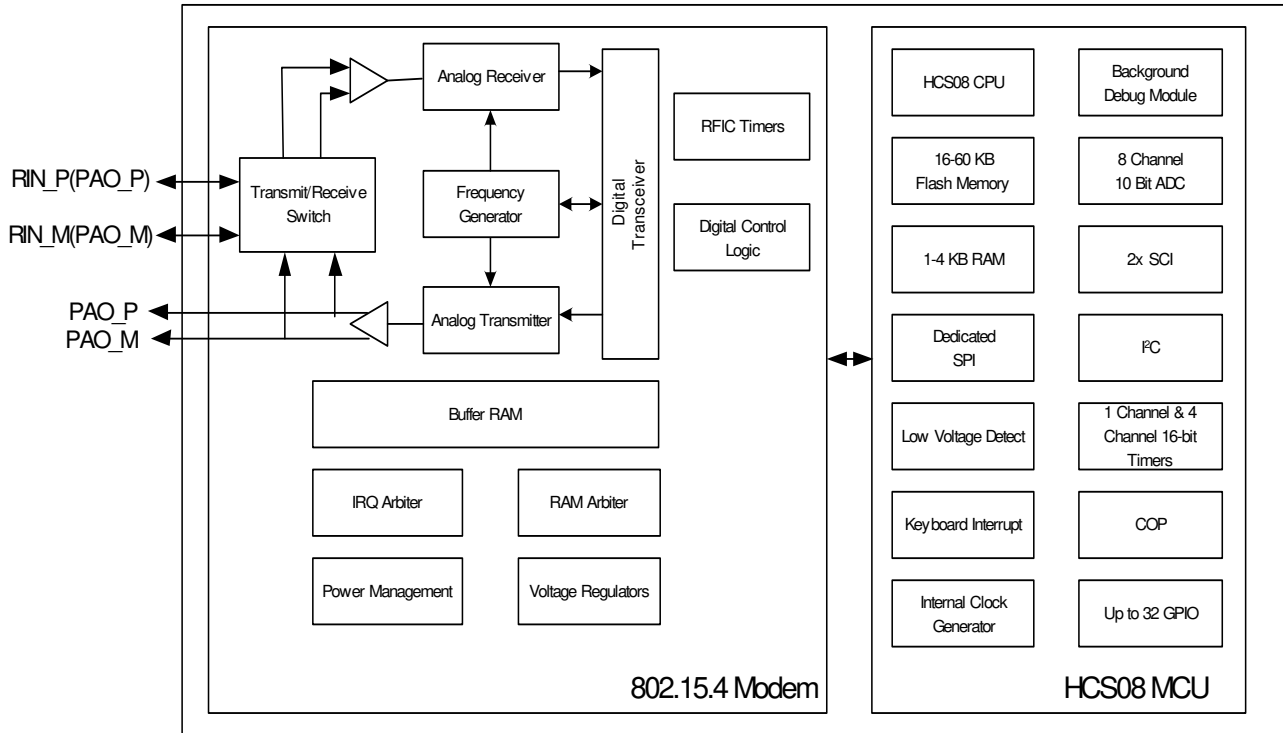 RIN_P(PAO_P)
RIN_M(PAO_M)
PAO_P
PAO_M
Transmit/Receive
Switch
Analog Receiver
Frequency
Generator
Analog Transmitter
Digital
Transceiver
RFIC Timers
Digital Control
Logic
Buffer RAM
IRQ Arbiter
RAM Arbiter
Power Management
Voltage Regulators
802.15.4 Modem
HCS08 CPU
Background
Debug Module
16-60 KB
Flash Memory
8 Channel
10 Bit ADC
1-4 KB RAM
2x SCI
Dedicated
SPI
I²C
Low Voltage Detect
1 Channel & 4
Channel 16-bit
Timers
Keyboard Interrupt
COP
Internal Clock
Generator
Up to 32 GPIO
HCS08 MCU